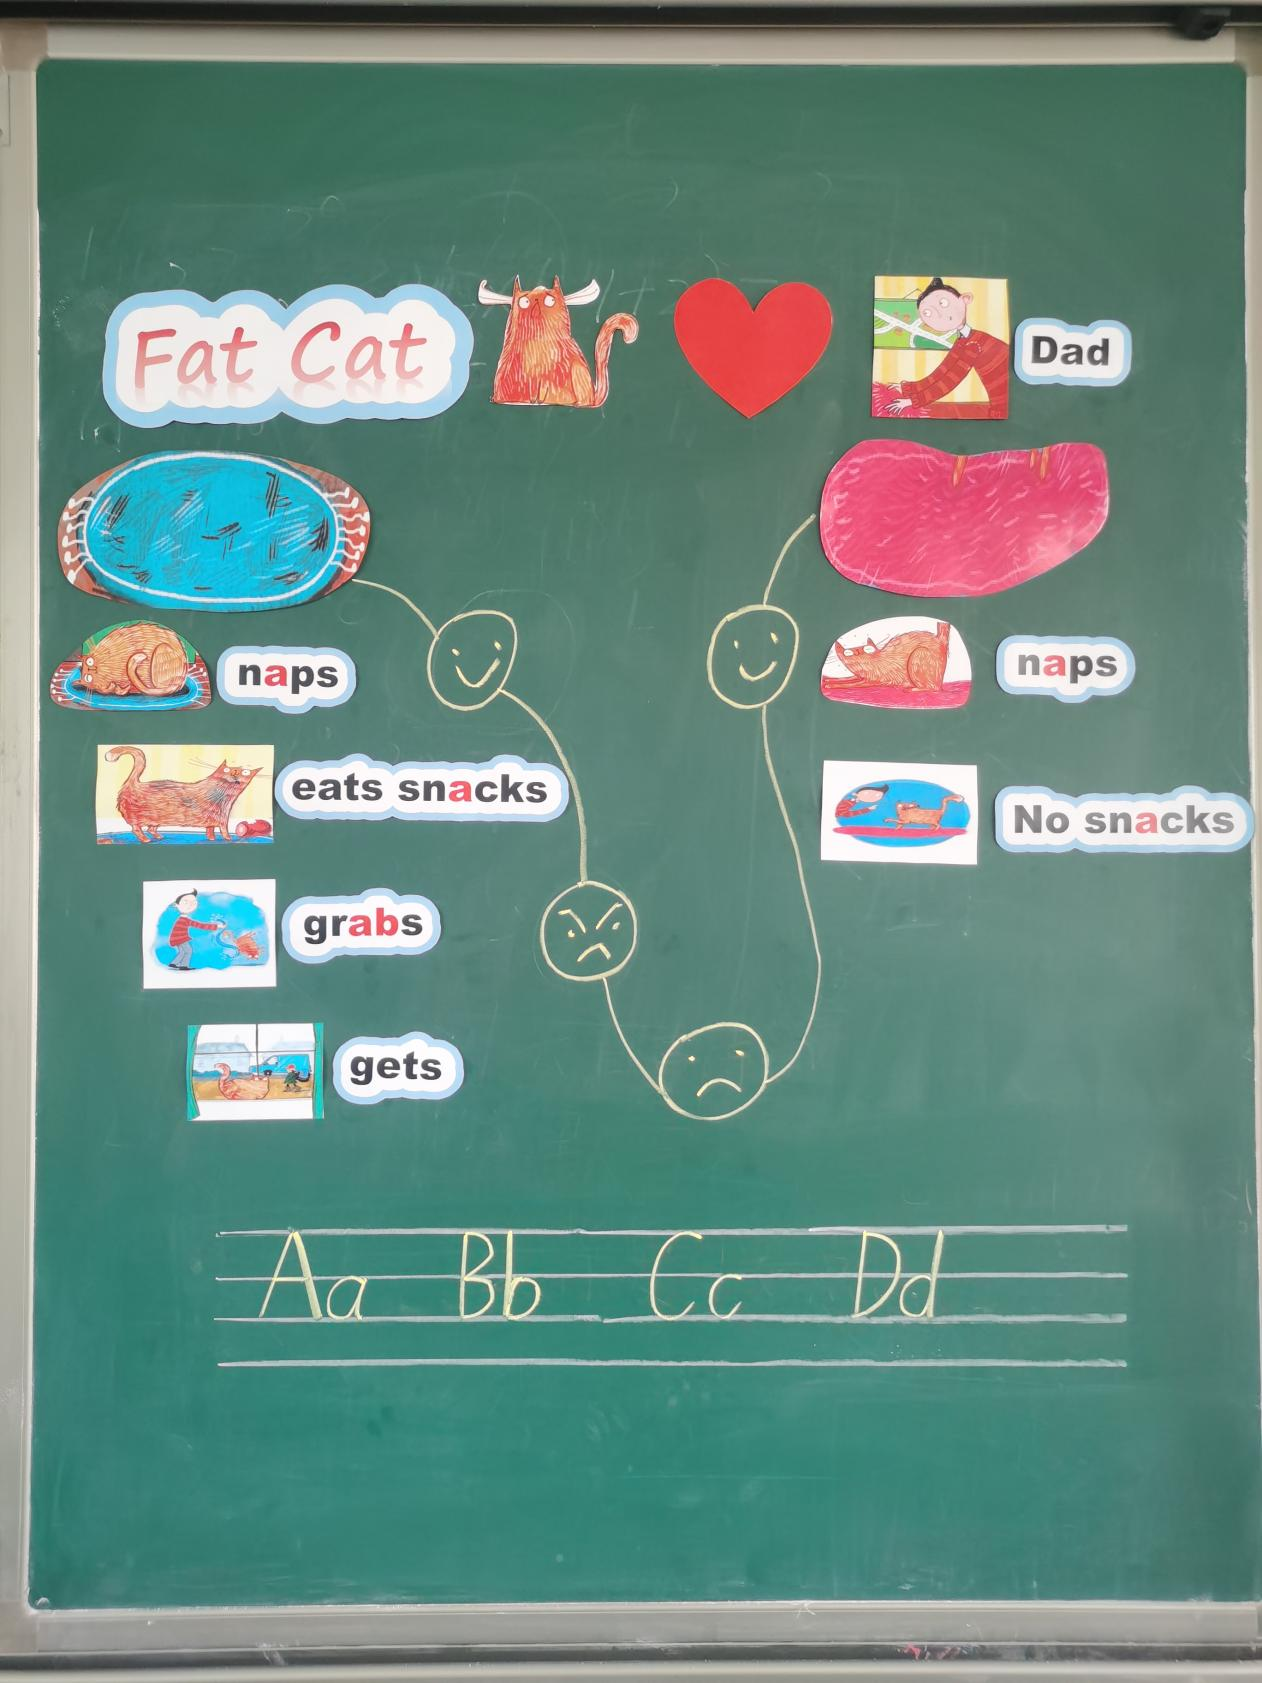 Fat Cat
Dad
naps
naps
eats snacks
No snacks
grabs
gets
Aa Bb Cc Dd